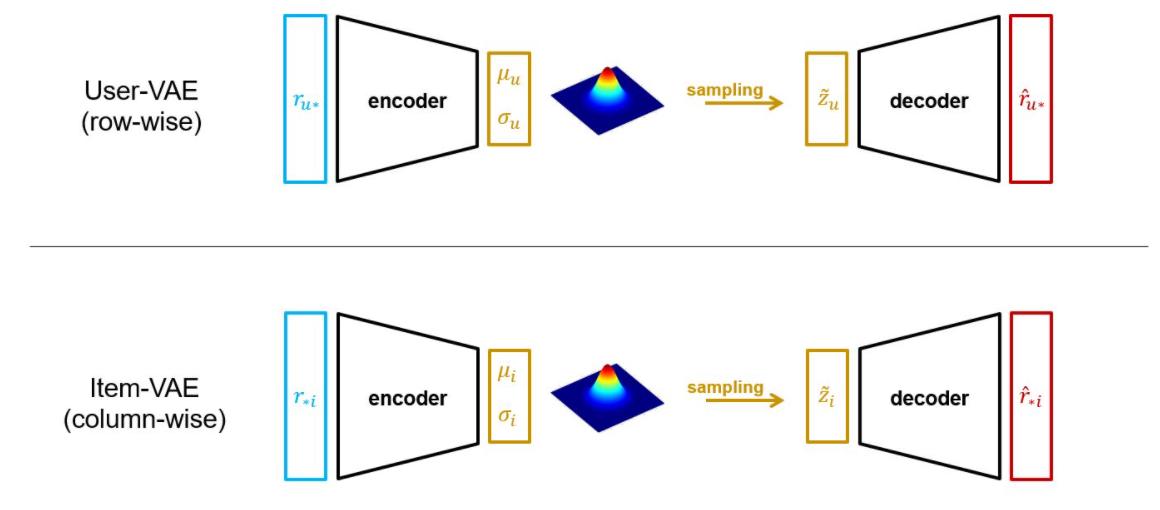 User-VAE
(row-wise)
r_{u*}
encoder
μ_u
σ_u
sampling
z̃_u
decoder
r̂_{u*}
Item-VAE
(column-wise)
r_{*i}
encoder
μ_i
σ_i
sampling
z̃_i
decoder
r̂_{*i}